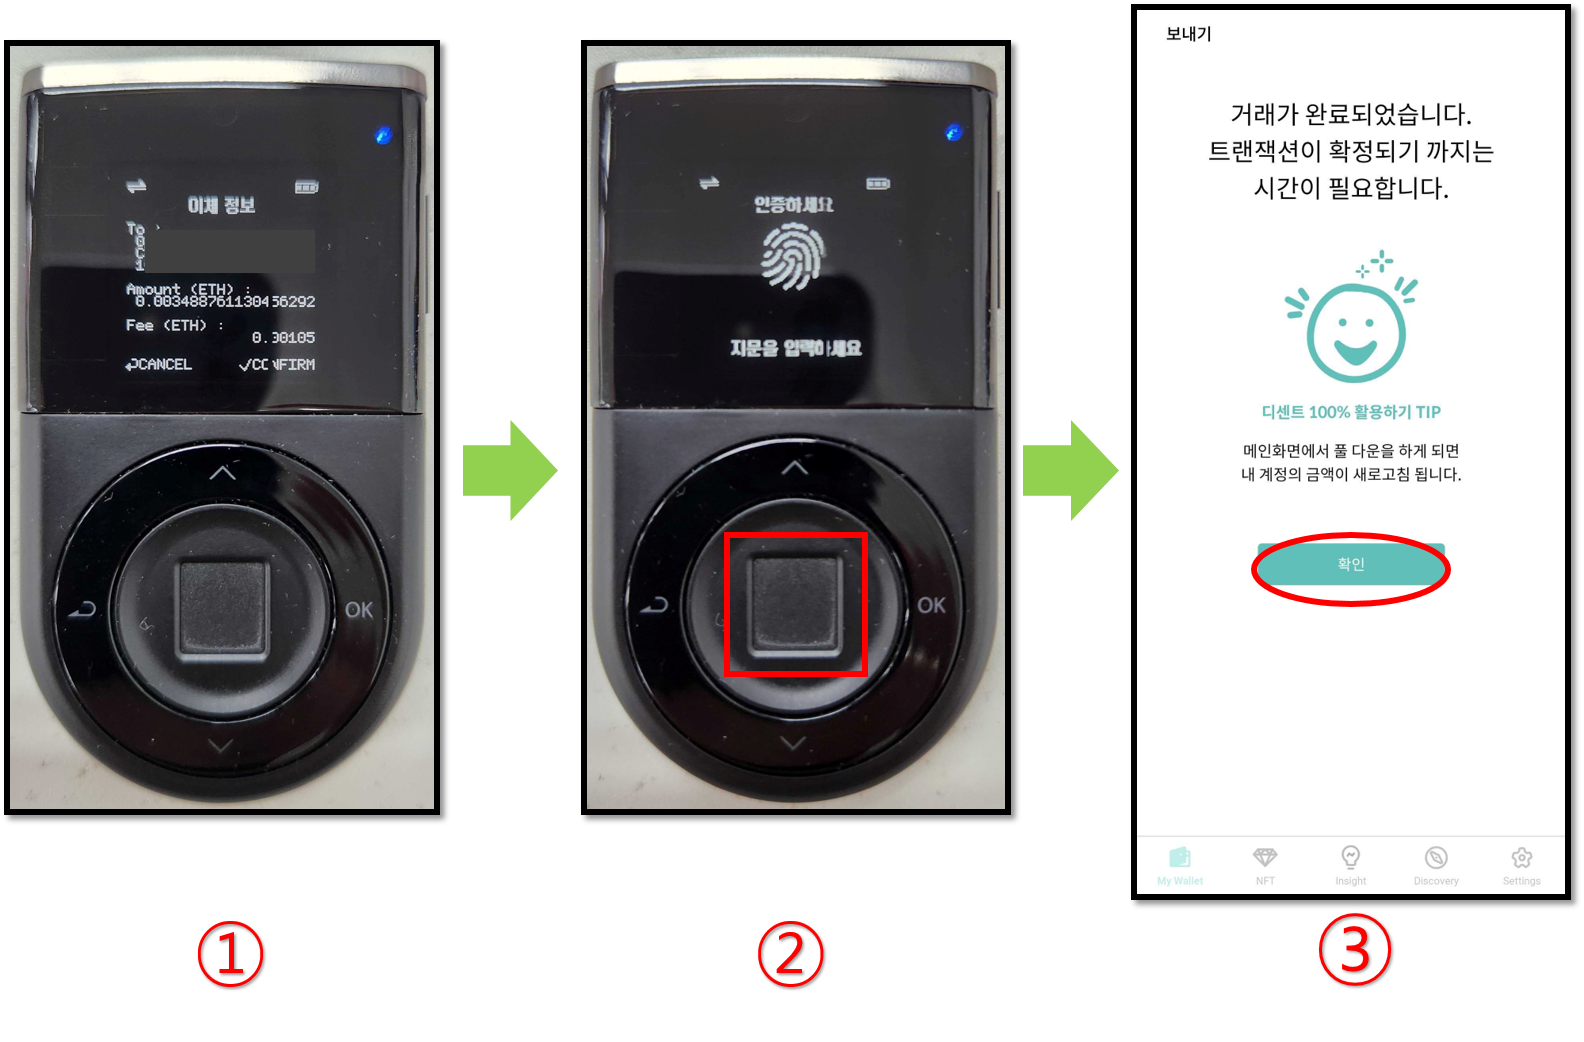 이체 정보
To :
0
C
1
Amount (ETH) :
0.003488761130456292
Fee (ETH) :
0.00105
CANCEL ✓CONFIRM
OK
①
인증하세요
지문을 입력하세요
OK
②
보내기
거래가 완료되었습니다.
트랜잭션이 확정되기 까지는
시간이 필요합니다.
디센트 100% 활용하기 TIP
메인화면에서 풀 다운을 하게 되면
내 계정의 금액이 새로고침 됩니다.
확인
My Wallet NFT Insight Discovery Settings
③